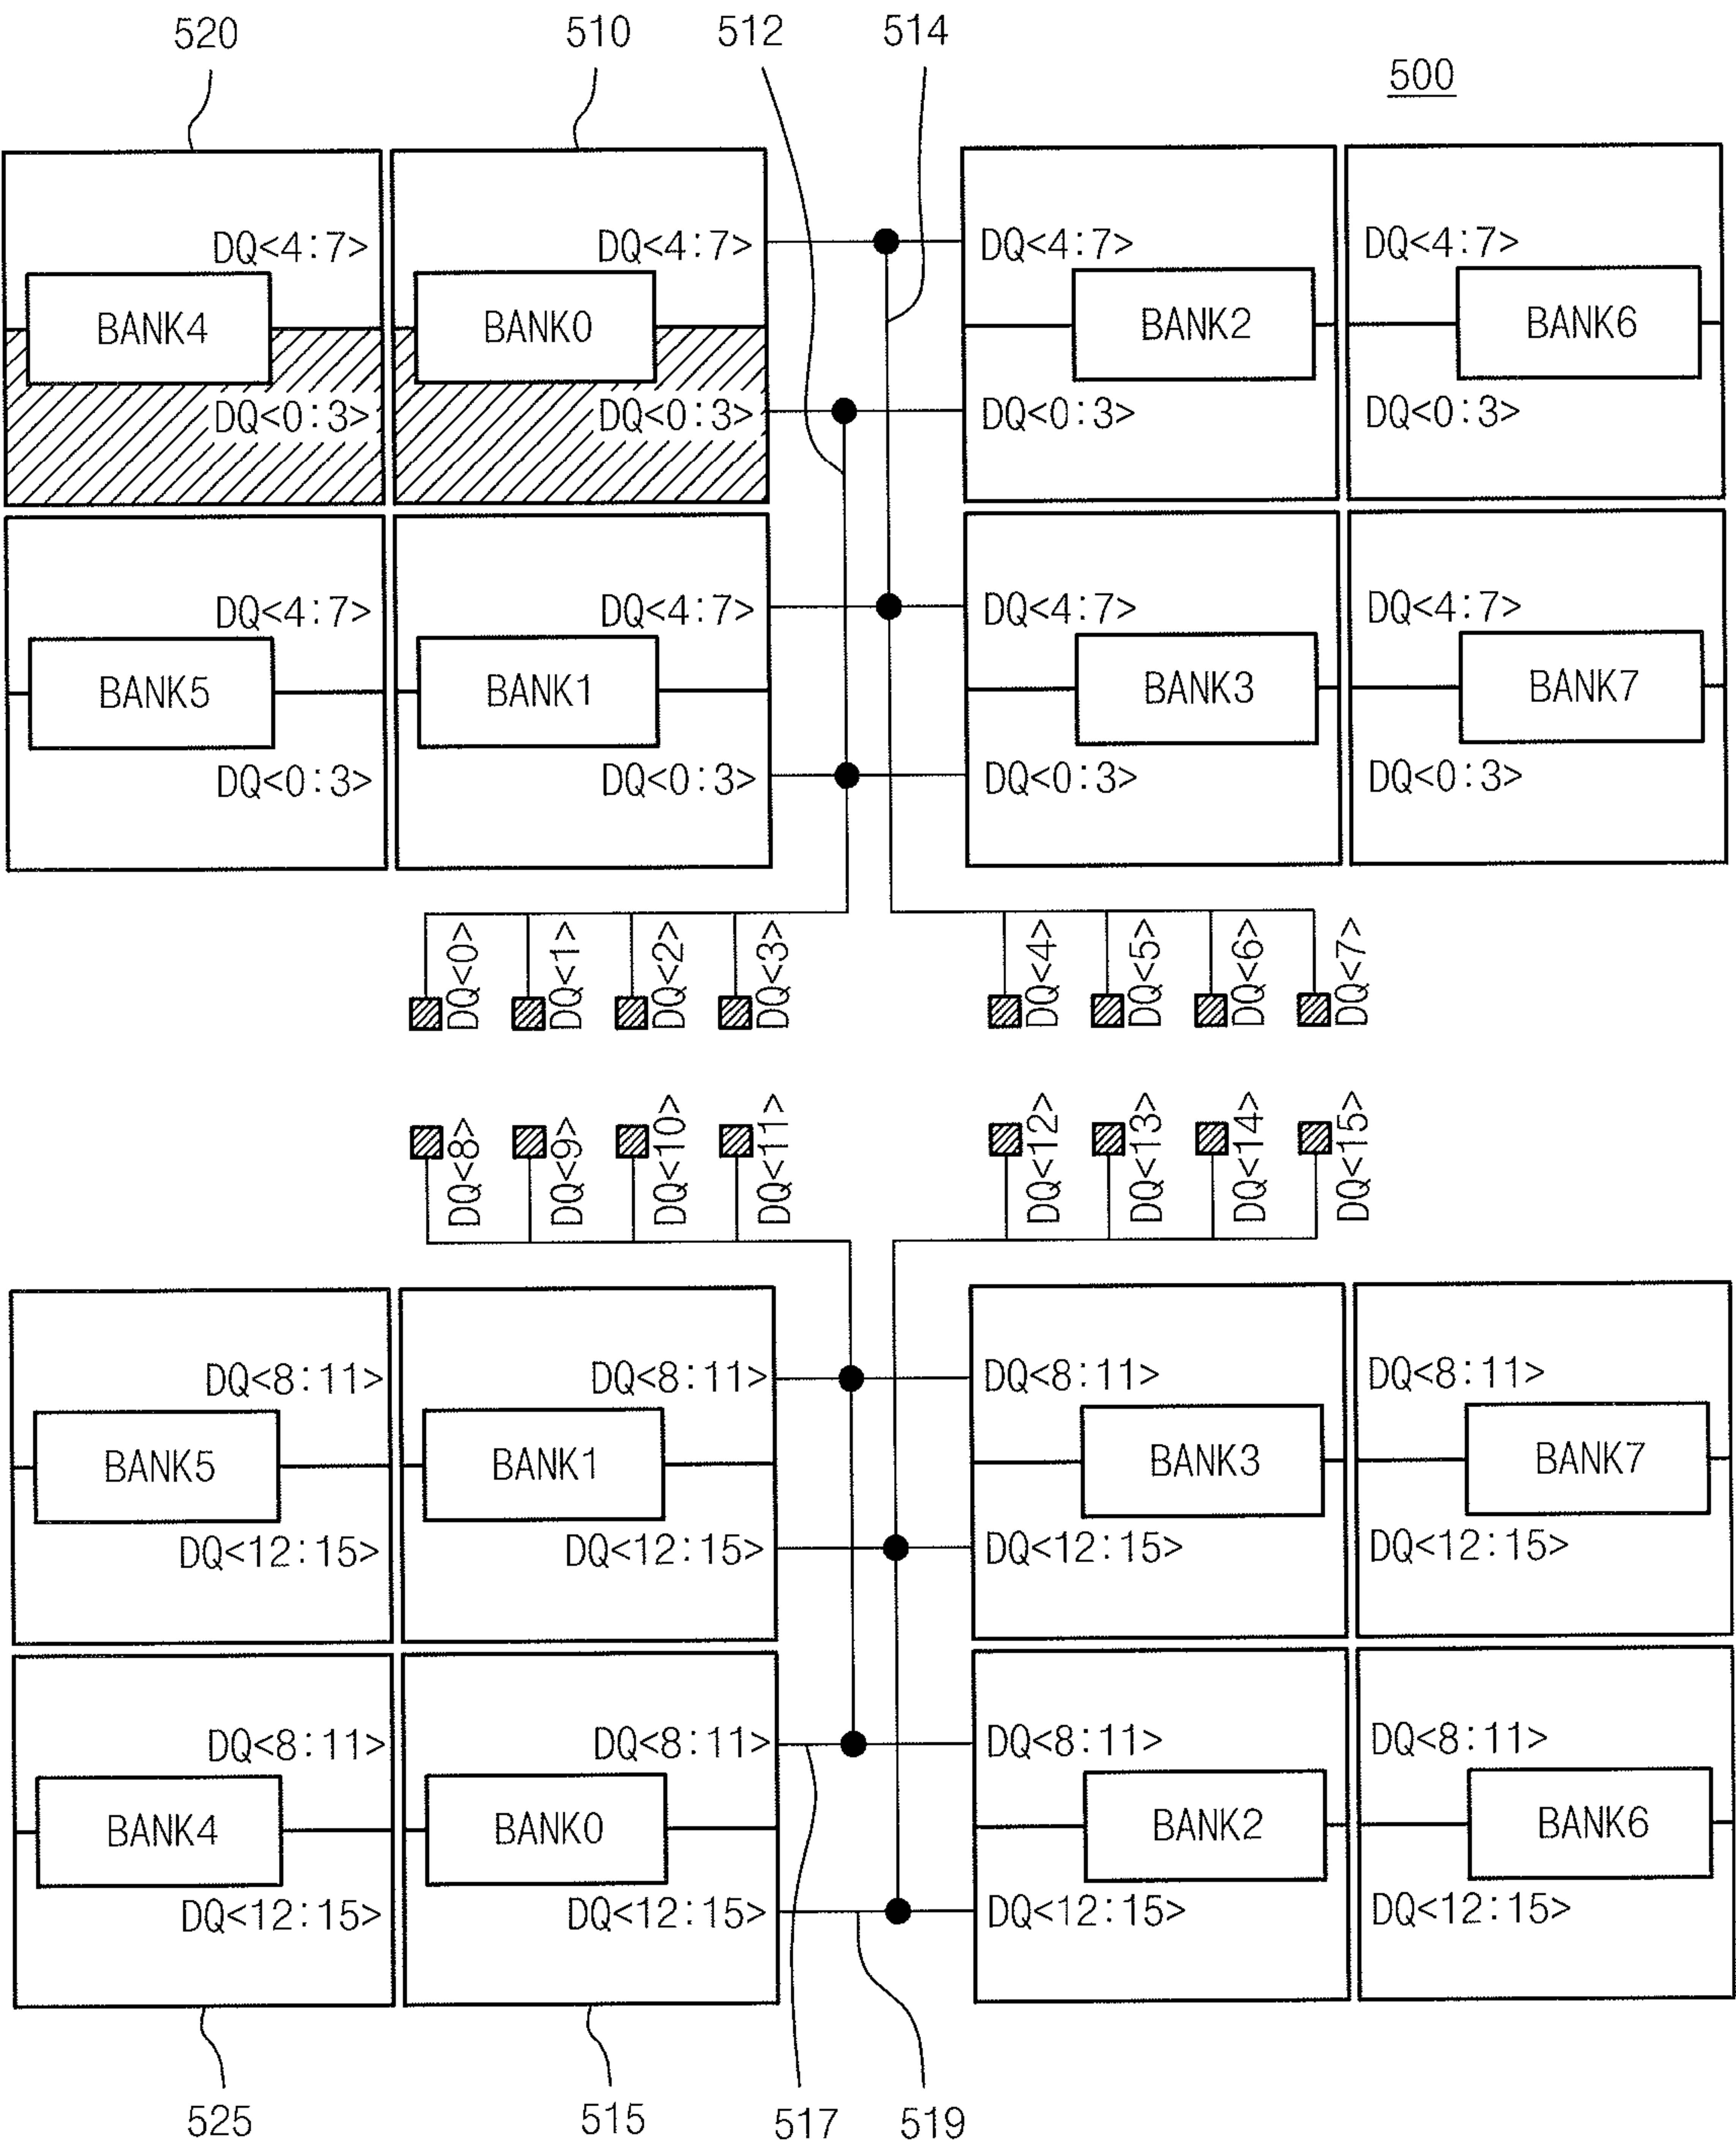 520 510 512 514
500
DQ<4:7> DQ<4:7> DQ<4:7> DQ<4:7>
BANK4 BANK0 BANK2 BANK6
DQ<0:3> DQ<0:3> DQ<0:3> DQ<0:3>
DQ<4:7> DQ<4:7> DQ<4:7> DQ<4:7>
BANK5 BANK1 BANK3 BANK7
DQ<0:3> DQ<0:3> DQ<0:3> DQ<0:3>
DQ<0> DQ<1> DQ<2> DQ<3> DQ<4> DQ<5> DQ<6> DQ<7>
DQ<8> DQ<9> DQ<10> DQ<11> DQ<12> DQ<13> DQ<14> DQ<15>
DQ<8:11> DQ<8:11> DQ<8:11> DQ<8:11>
BANK5 BANK1 BANK3 BANK7
DQ<12:15> DQ<12:15> DQ<12:15> DQ<12:15>
DQ<8:11> DQ<8:11> DQ<8:11> DQ<8:11>
BANK4 BANK0 BANK2 BANK6
DQ<12:15> DQ<12:15> DQ<12:15> DQ<12:15>
525 515 517 519